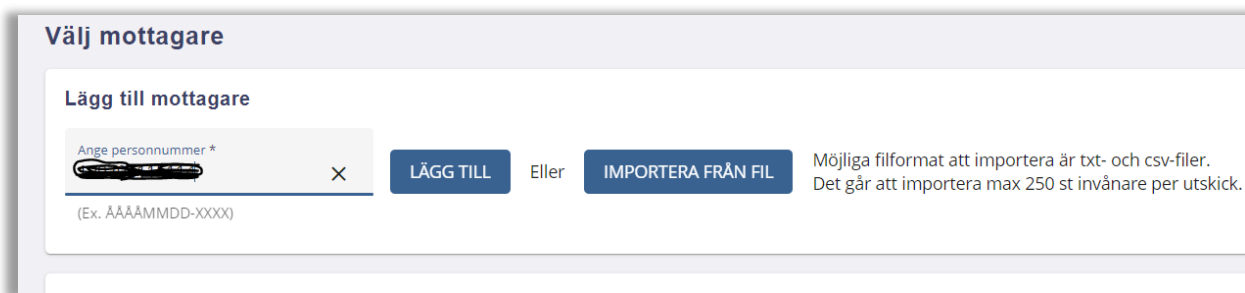 Välj mottagare
Lägg till mottagare
Ange personnummer *
LÄGG TILL
Eller
IMPORTERA FRÅN FIL
Möjliga filformat att importera är txt- och csv-filer.
Det går att importera max 250 st invånare per utskick.
(Ex. ÅÅÅÅMMDD-XXXX)